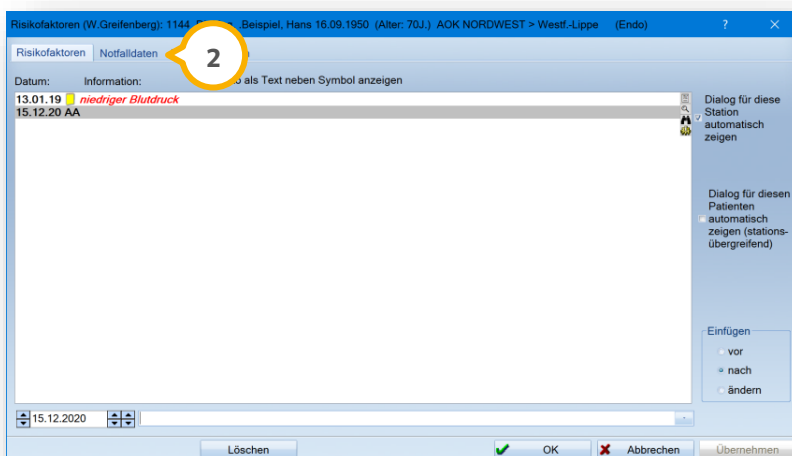 Risikofaktoren (W.Greifenberg): 1144 ,Beispiel, Hans 16.09.1950 (Alter: 70J.) AOK NORDWEST > Westf.-Lippe (Endo) ? ×
Risikofaktoren Notfalldaten
2
Datum: Information: als Text neben Symbol anzeigen
13.01.19 niedriger Blutdruck
15.12.20 AA
Dialog für diese
Station
automatisch
zeigen
Dialog für diesen
Patienten
automatisch
zeigen (stations-
übergreifend)
Einfügen
vor
nach
ändern
15.12.2020
Löschen OK Abbrechen Übernehmen